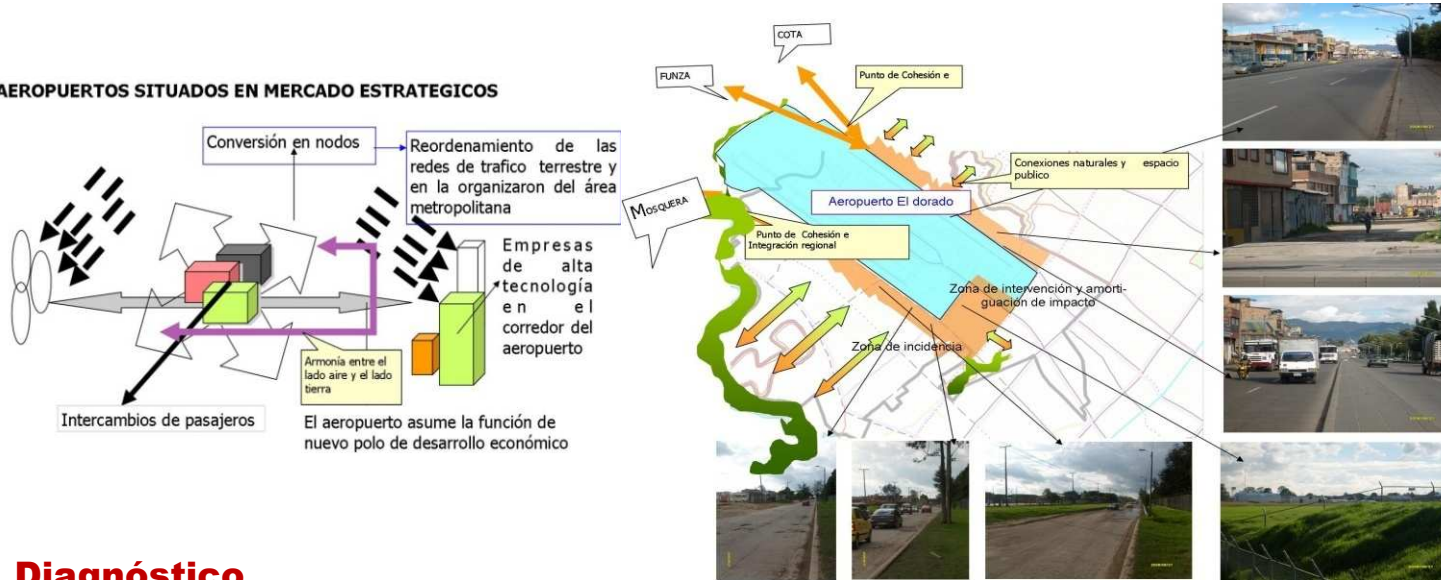 AEROPUERTOS SITUADOS EN MERCADO ESTRATEGICOS
Conversión en nodos
Reordenamiento de las
redes de trafico terrestre y
en la organizaron del área
metropolitana
Empresas
de alta
tecnología
en el
corredor del
aeropuerto
Armonía entre el
lado aire y el lado
tierra
Intercambios de pasajeros
El aeropuerto asume la función de
nuevo polo de desarrollo económico
COTA
FUNZA
Punto de Cohesión e
Conexiones naturales y espacio
publico
MOSQUERA
Aeropuerto El dorado
Punto de Cohesión e
Integración regional
Zona de intervención y amorti-
guación de impacto
Zona de incidencia
Diagnóstico